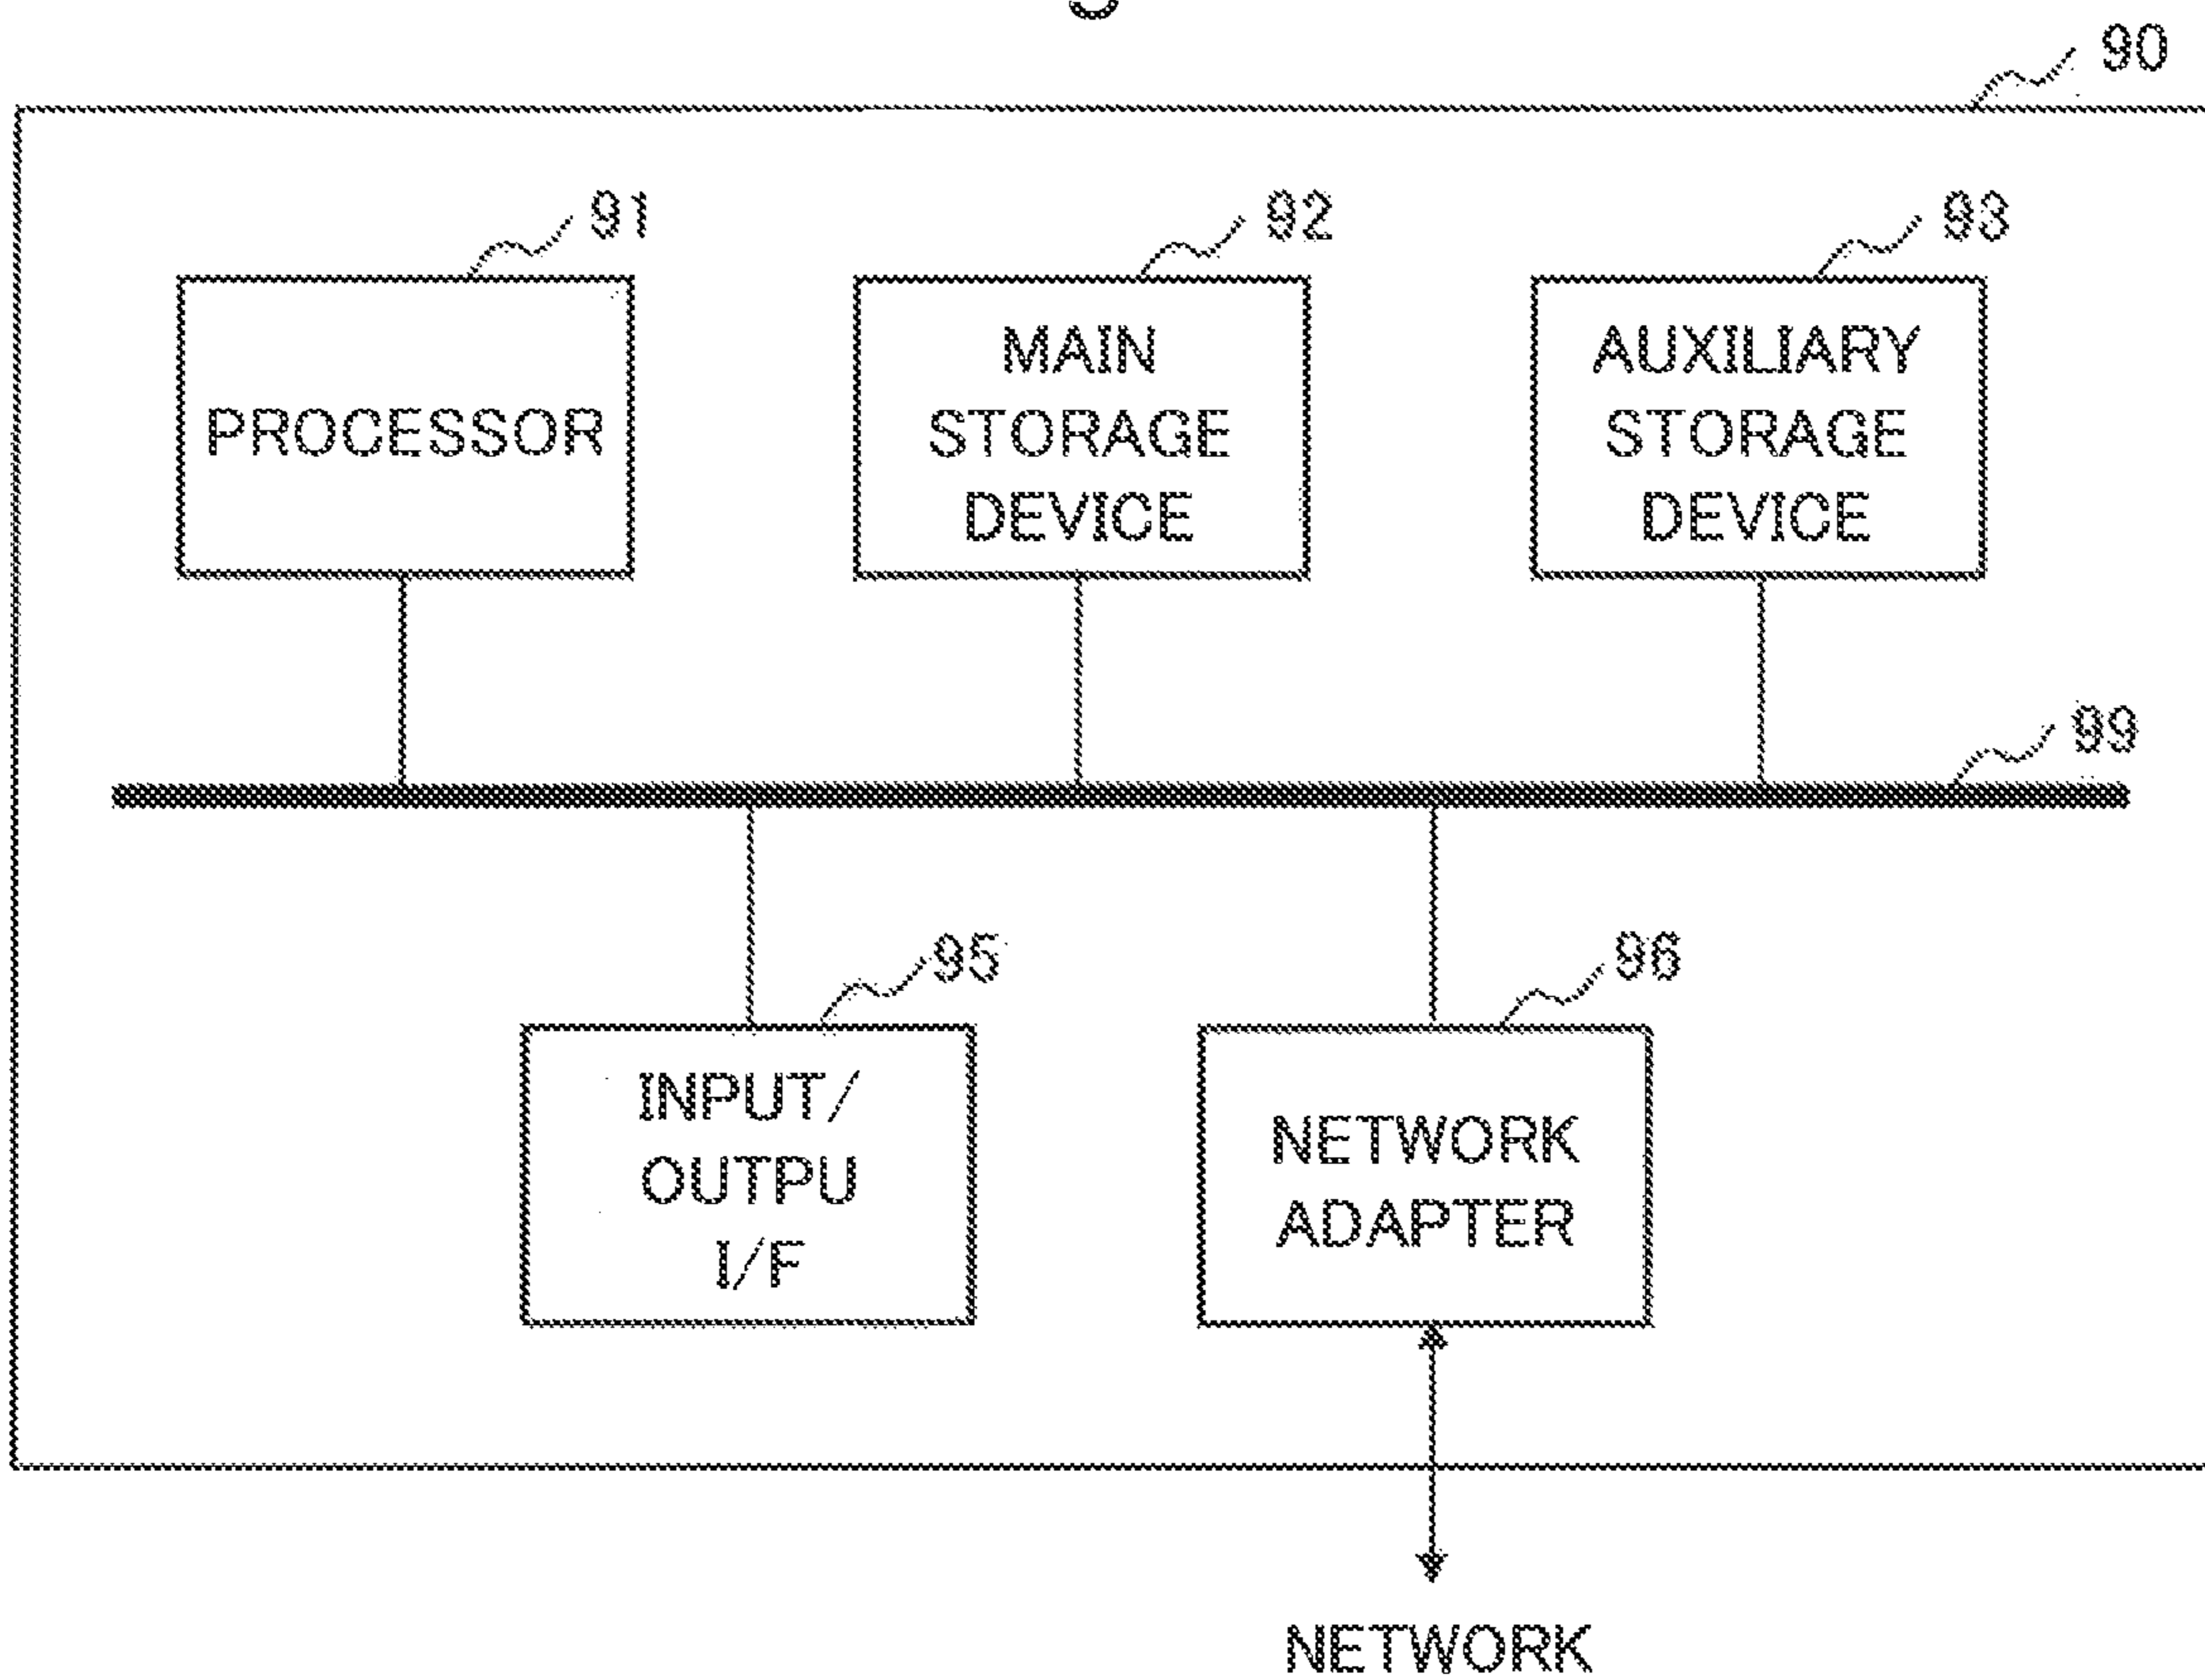 90
91
92
93
PROCESSOR
MAIN
STORAGE
DEVICE
AUXILIARY
STORAGE
DEVICE
99
95
96
INPUT/
OUTPU
I/F
NETWORK
ADAPTER
NETWORK